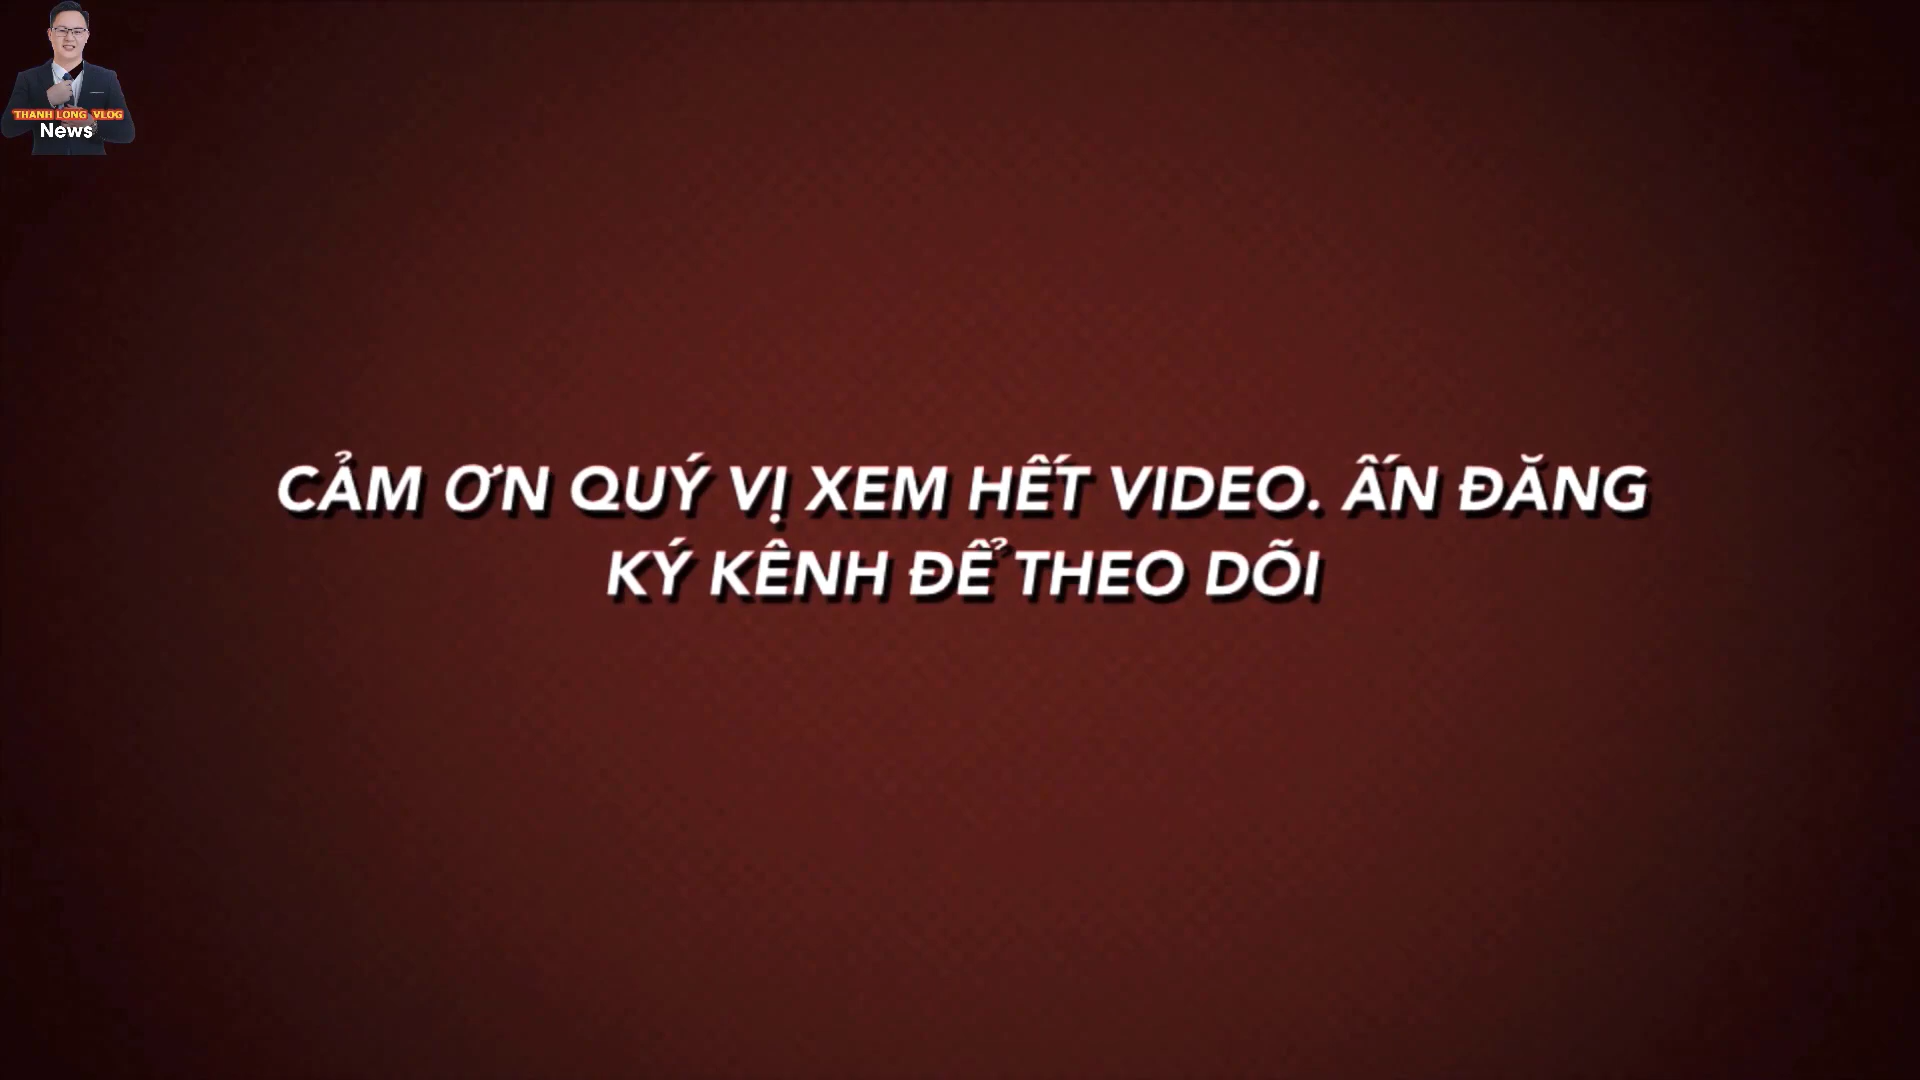 THANH LONG VLOG
News
CẢM ƠN QUÝ VỊ XEM HẾT VIDEO. ẤN ĐĂNG
KÝ KÊNH ĐỂ THEO DÕI